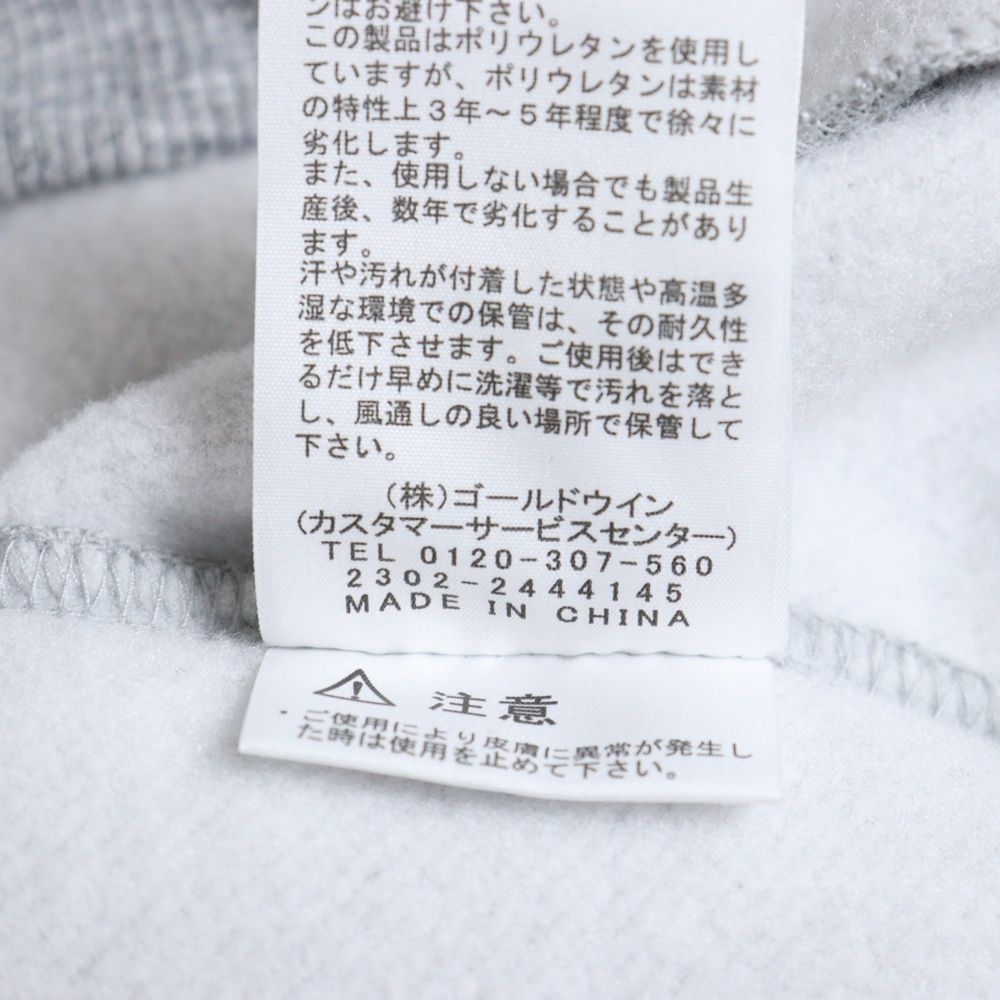 ンはお避け下さい。
この製品はポリウレタンを使用し
ていますが、ポリウレタンは素材
の特性上3年～5年程度で徐々に
劣化します。
また、使用しない場合でも製品生
産後、数年で劣化することがあり
ます。
汗や汚れが付着した状態や高温多
湿な環境での保管は、その耐久性
を低下させます。ご使用後はでき
るだけ早めに洗濯等で汚れを落と
し、風通しの良い場所で保管して
下さい。
(株)ゴールドウイン
(カスタマーサービスセンター)
TEL 0120-307-560
2302-2444145
MADE IN CHINA
注意
・ご使用により皮膚に異常が発生し
た時は使用を止めて下さい。